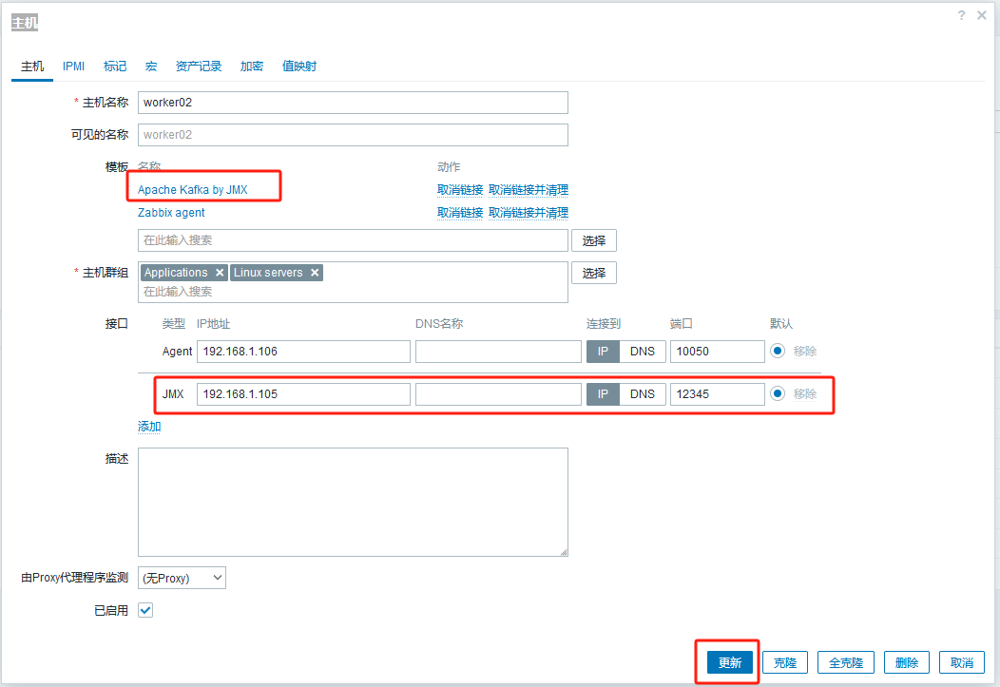 主机
? ×
主机 IPMI 标记 宏 资产记录 加密 值映射
* 主机名称 worker02
可见的名称 worker02
模板 名称 动作
Apache Kafka by JMX 取消链接 取消链接并清理
Zabbix agent 取消链接 取消链接并清理
在此输入搜索 选择
* 主机群组 Applications × Linux servers × 选择
在此输入搜索
接口 类型 IP地址 DNS名称 连接到 端口 默认
Agent 192.168.1.106 IP DNS 10050 移除
JMX 192.168.1.105 IP DNS 12345 移除
添加
描述
由Proxy代理程序监测 (无Proxy)
已启用
更新 克隆 全克隆 删除 取消